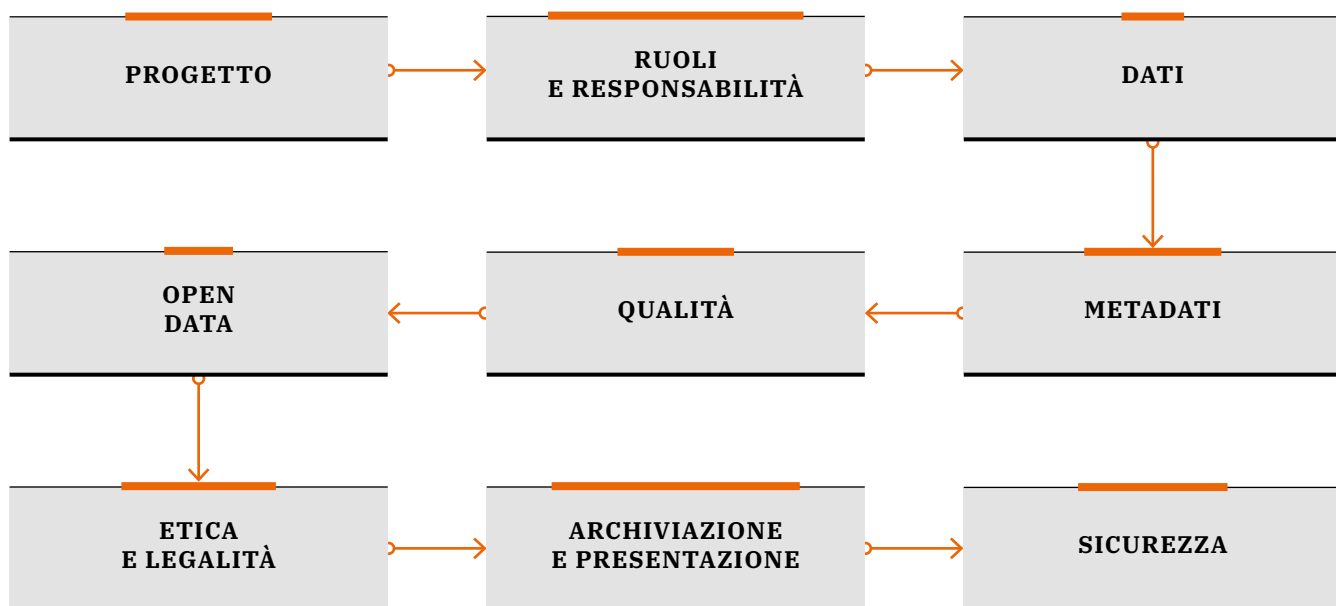 PROGETTO
RUOLI
E RESPONSABILITÀ
DATI
METADATI
QUALITÀ
OPEN
DATA
ETICA
E LEGALITÀ
ARCHIVIAZIONE
E PRESENTAZIONE
SICUREZZA